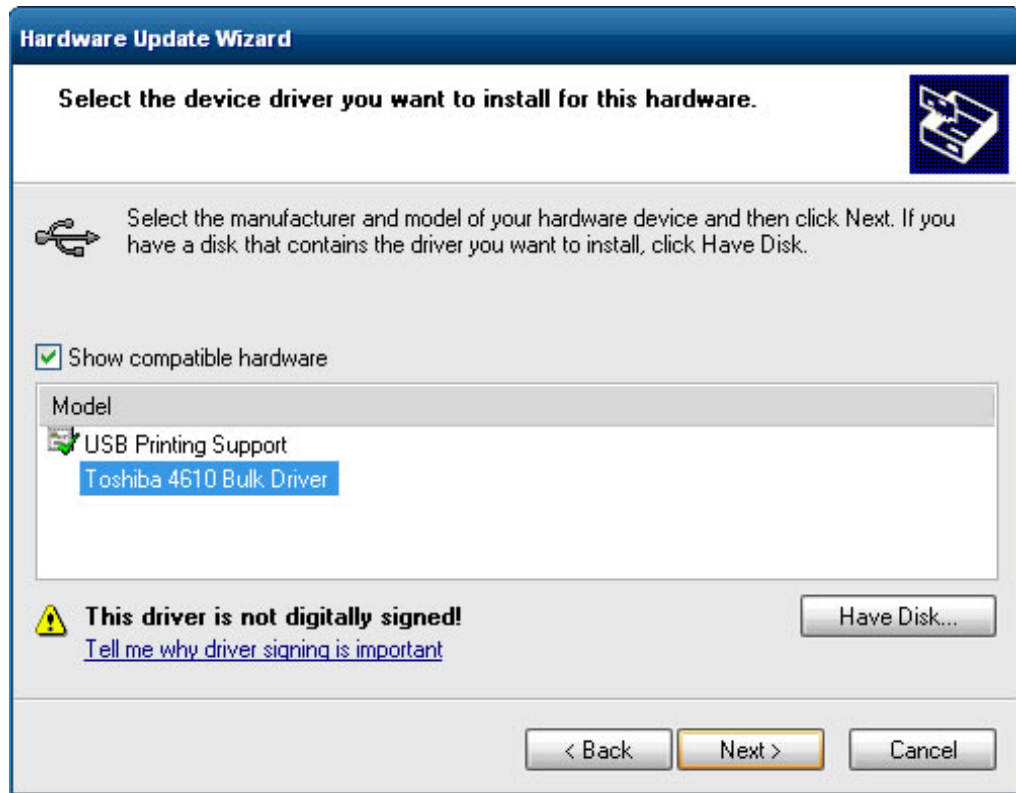 Hardware Update Wizard
Select the device driver you want to install for this hardware.
Select the manufacturer and model of your hardware device and then click Next. If you
have a disk that contains the driver you want to install, click Have Disk.
Show compatible hardware
Model
USB Printing Support
Toshiba 4610 Bulk Driver
This driver is not digitally signed!
Have Disk...
Tell me why driver signing is important
< Back
Next >
Cancel